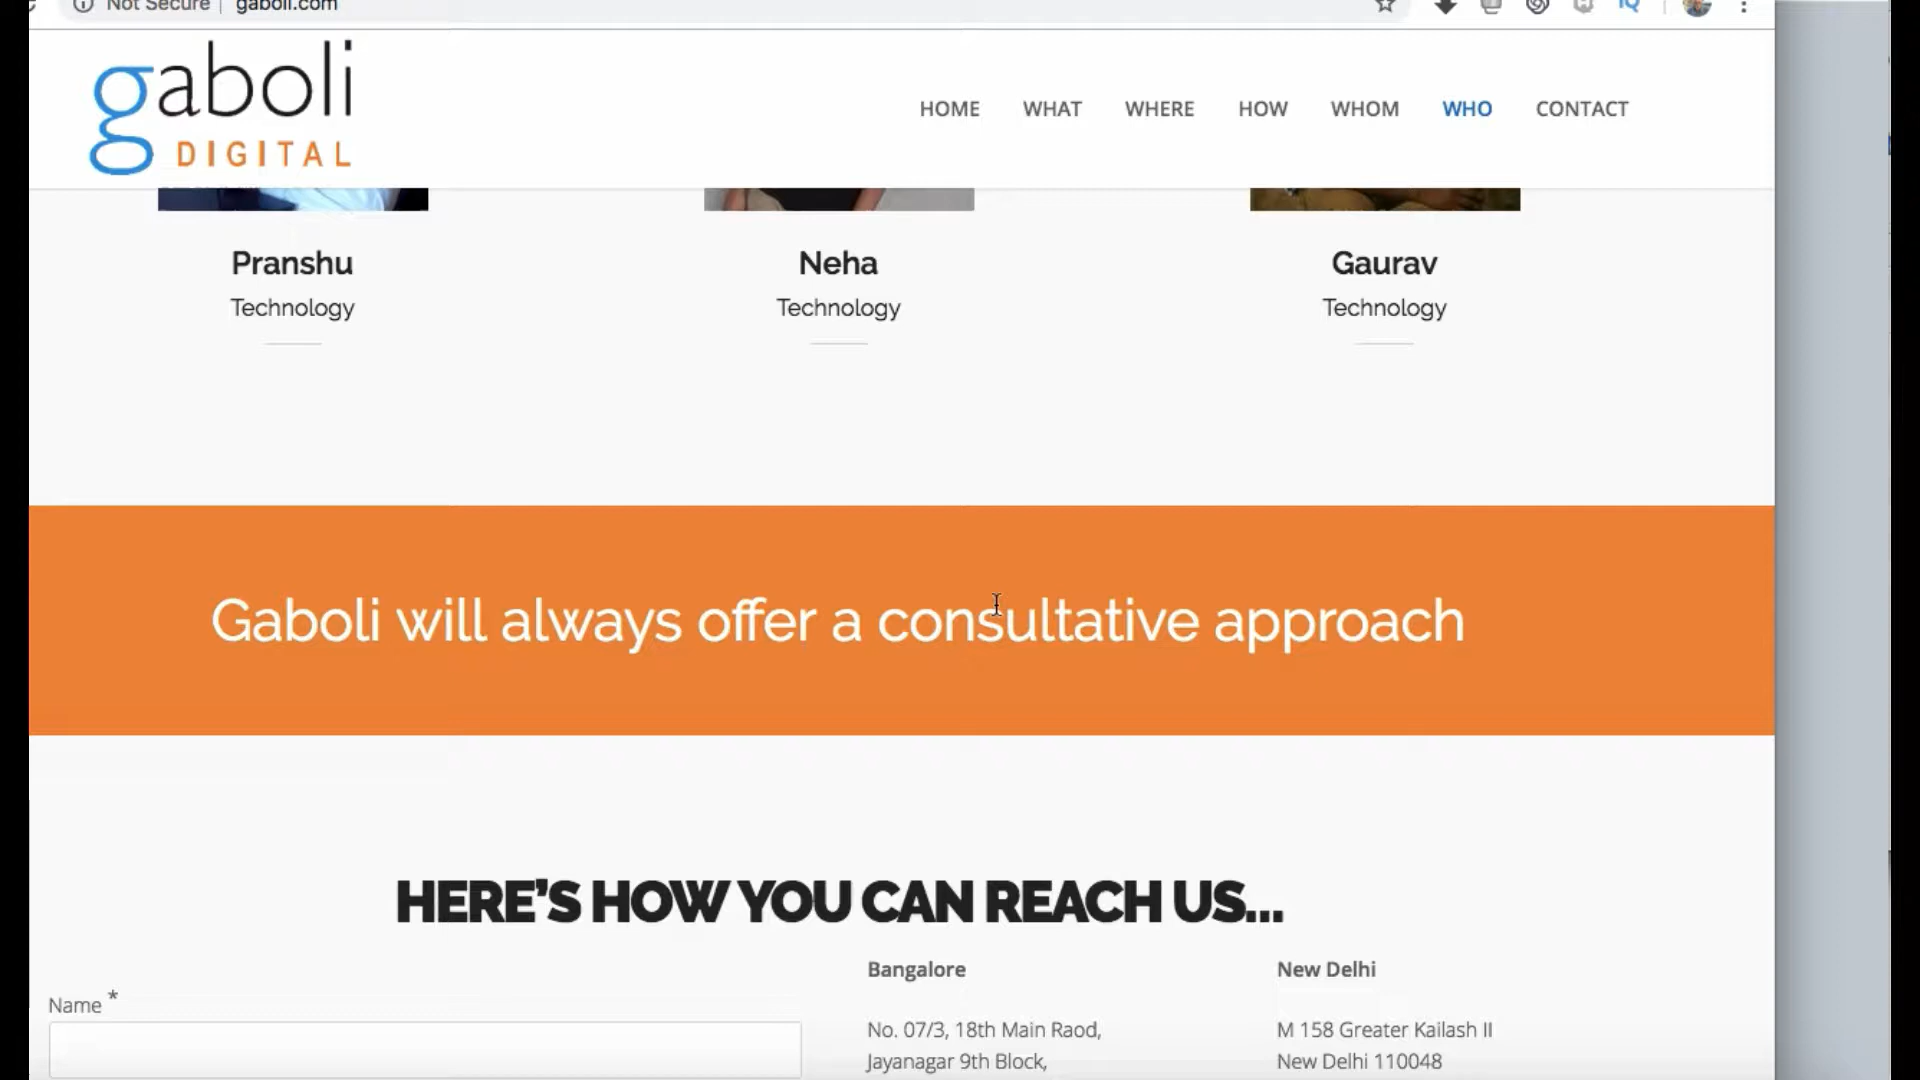 Not Secure | gaboli.com
gaboli
DIGITAL
HOME WHAT WHERE HOW WHOM WHO CONTACT
Pranshu Neha Gaurav
Technology Technology Technology
Gaboli will always offer a consultative approach
HERE'S HOW YOU CAN REACH US...
Bangalore New Delhi
Name *
No. 07/3, 18th Main Raod, M 158 Greater Kailash II
Jayanagar 9th Block, New Delhi 110048